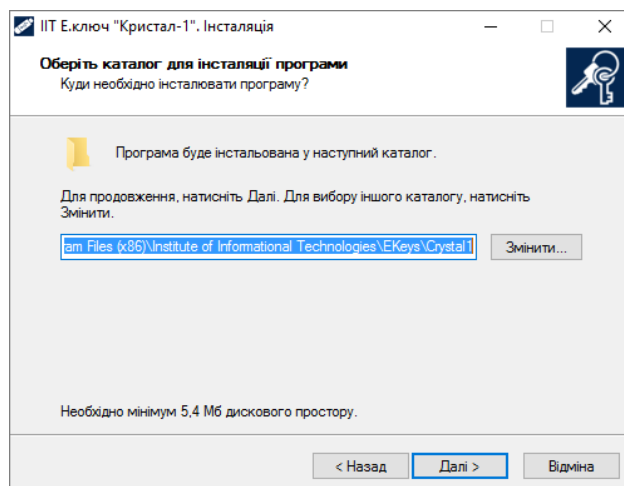 ІІТ Е.ключ "Кристал-1". Інсталяція
Оберіть каталог для інсталяції програми
Куди необхідно інсталювати програму?
Програма буде інстальована у наступний каталог.
Для продовження, натисніть Далі. Для вибору іншого каталогу, натисніть
Змінити.
am Files (x86)\Institute of Informational Technologies\EKeys\Crystal1
Змінити...
Необхідно мінімум 5,4 Мб дискового простору.
< Назад
Далі >
Відміна